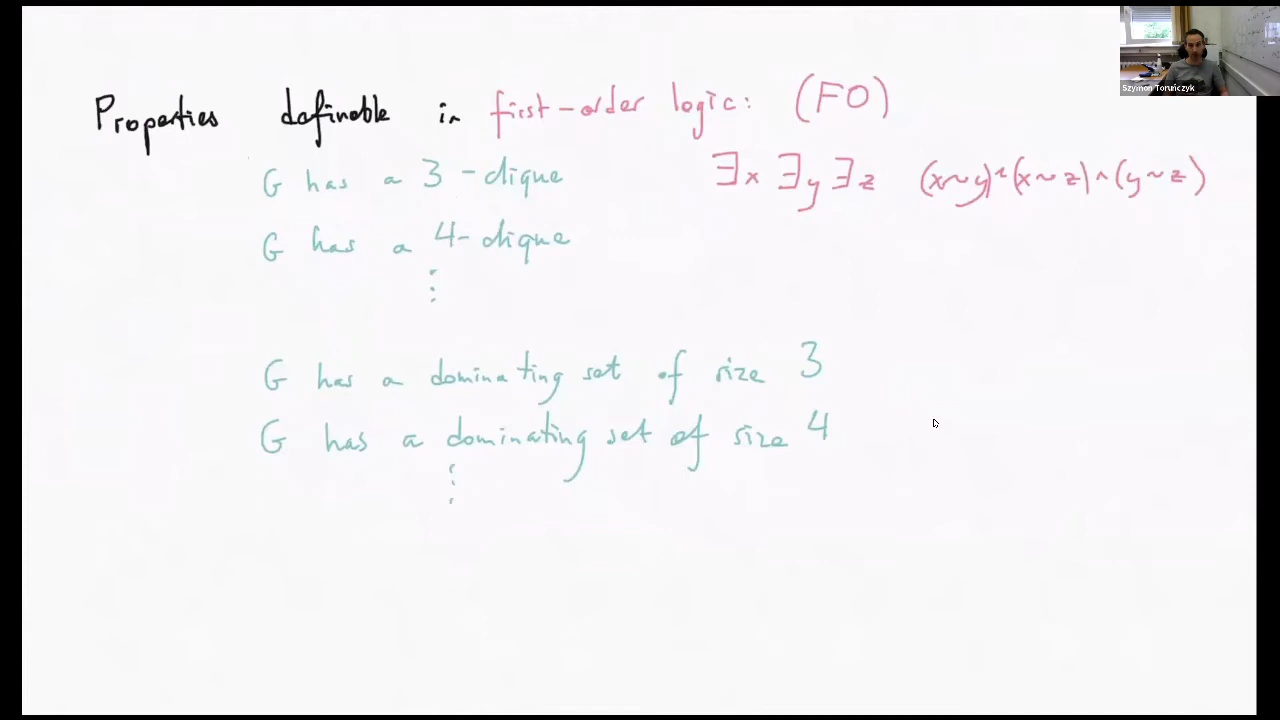 Properties definable in first-order logic: (FO)
G has a 3-clique ∃x ∃y ∃z (x~y)∧(x~z)∧(y~z)
G has a 4-clique
⋮
G has a dominating set of size 3
G has a dominating set of size 4
⋮
Szymon Toruńczyk